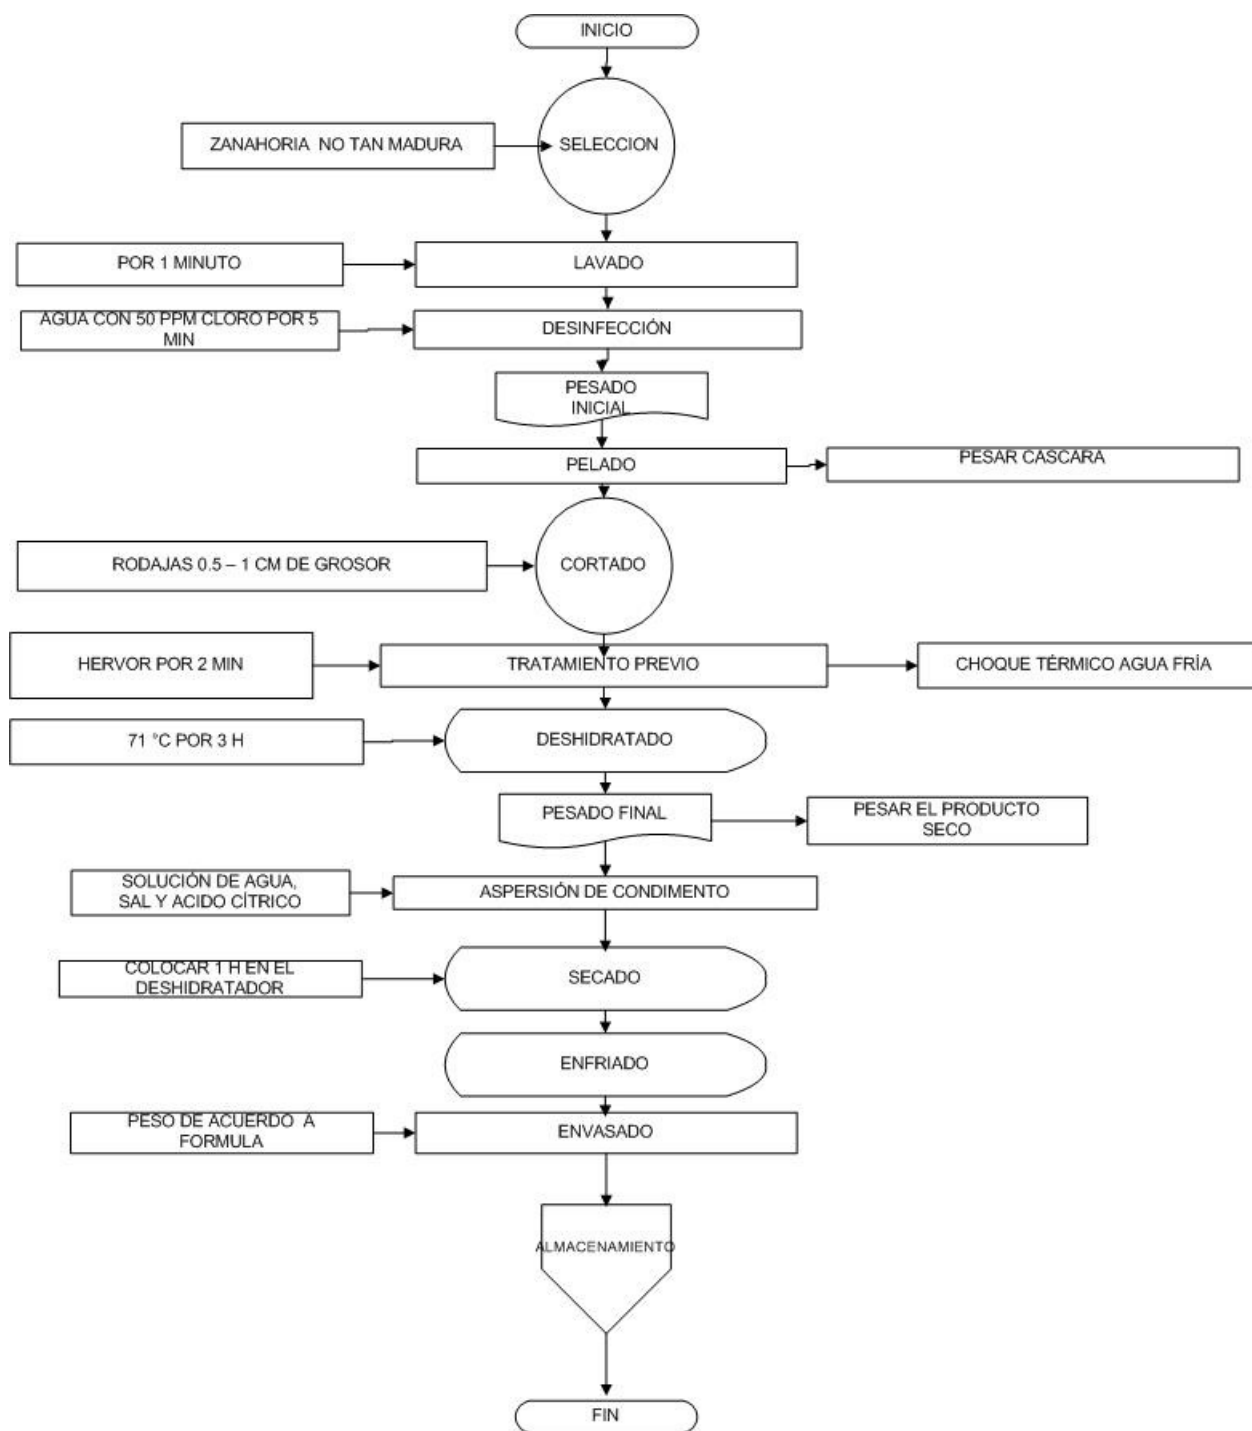 INICIO
ZANAHORIA NO TAN MADURA
SELECCION
POR 1 MINUTO
LAVADO
AGUA CON 50 PPM CLORO POR 5
MIN
DESINFECCIÓN
PESADO
INICIAL
PELADO
PESAR CASCARA
RODAJAS 0.5 – 1 CM DE GROSOR
CORTADO
HERVOR POR 2 MIN
TRATAMIENTO PREVIO
CHOQUE TÉRMICO AGUA FRÍA
71 °C POR 3 H
DESHIDRATADO
PESADO FINAL
PESAR EL PRODUCTO
SECO
SOLUCIÓN DE AGUA,
SAL Y ACIDO CÍTRICO
ASPERSIÓN DE CONDIMENTO
COLOCAR 1 H EN EL
DESHIDRATADOR
SECADO
ENFRIADO
PESO DE ACUERDO A
FORMULA
ENVASADO
ALMACENAMIENTO
FIN